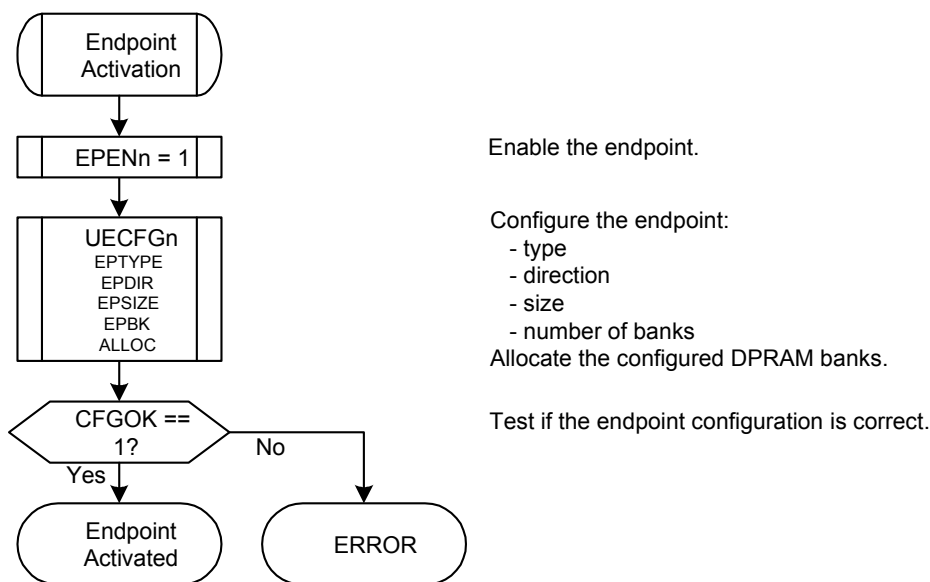 Endpoint
Activation
EPENn = 1
Enable the endpoint.
UECFGn
EPTYPE
EPDIR
EPSIZE
EPBK
ALLOC
Configure the endpoint:
- type
- direction
- size
- number of banks
Allocate the configured DPRAM banks.
CFGOK ==
1?
Test if the endpoint configuration is correct.
No
Yes
Endpoint
Activated
ERROR